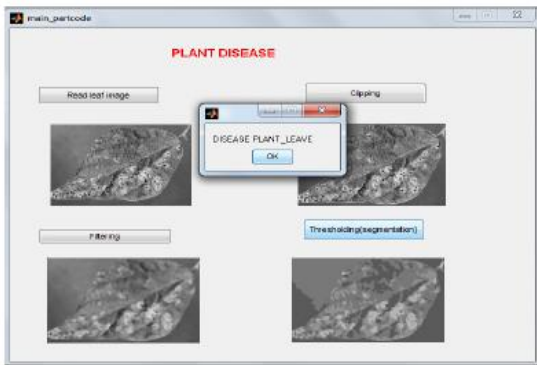 main_partcode
PLANT DISEASE
Read leaf image
Clipping
DISEASE PLANT_LEAVE
OK
Filtering
Thresholding(segmentation)